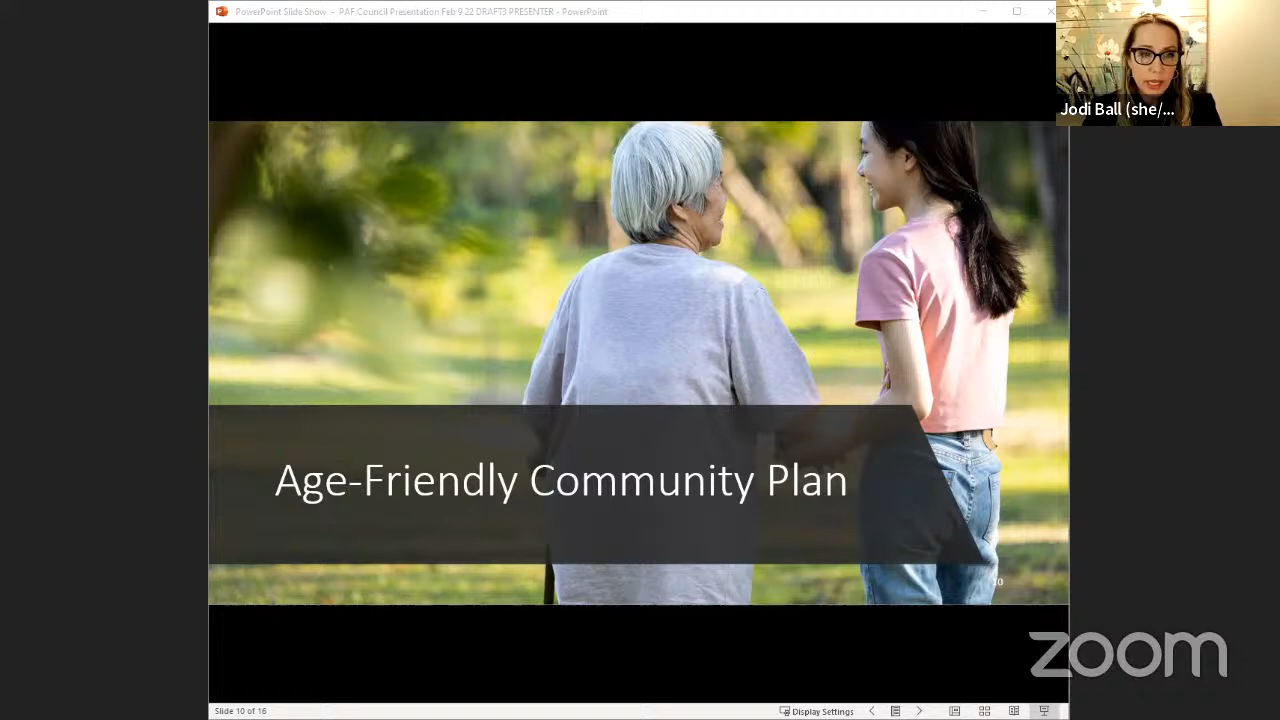 PowerPoint Slide Show - PAF Council Presentation Feb 9 22 DRAFT3 PRESENTER - PowerPoint
Jodi Ball (she/...
Age-Friendly Community Plan
10
zoom
Slide 10 of 16
Display Settings